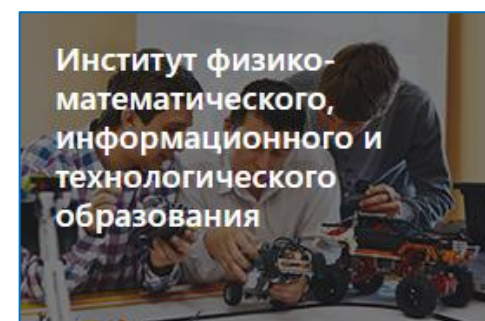 Институт физико-
математического,
информационного и
технологического
образования